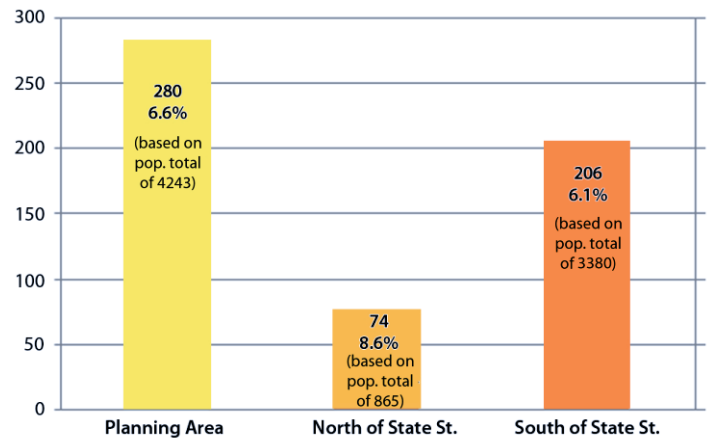 300
250
200
150
100
50
0
280
6.6%
(based on
pop. total
of 4243)
74
8.6%
(based on
pop. total
of 865)
206
6.1%
(based on
pop. total
of 3380)
Planning Area
North of State St.
South of State St.